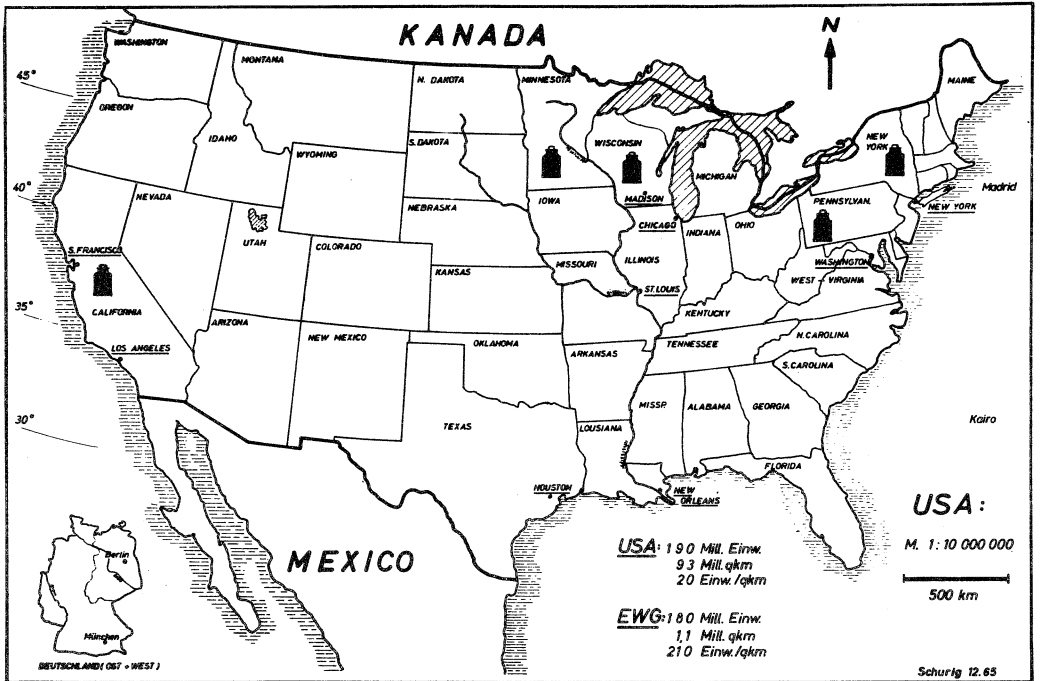 KANADA
N
WASHINGTON
MONTANA
N. DAKOTA
MINNESOTA
MAINE
45°
OREGON
IDAHO
S. DAKOTA
WISCONSIN
NEW
YORK
WYOMING
MICHIGAN
40°
NEVADA
NEBRASKA
IOWA
MADISON
PENNSYLVAN.
Madrid
NEW YORK
CHICAGO
INDIANA
OHIO
UTAH
COLORADO
S. FRANCISCO
KANSAS
MISSOURI
ILLINOIS
WASHINGTON
WEST - VIRGINIA
ST. LOUIS
35°
CALIFORNIA
ARIZONA
NEW MEXICO
OKLAHOMA
KENTUCKY
N. CAROLINA
TENNESSEE
LOS ANGELES
ARKANSAS
S. CAROLINA
MISSP.
ALABAMA
GEORGIA
30°
TEXAS
LOUSIANA
Kairo
FLORIDA
HOUSTON
NEW
ORLEANS
USA:
M. 1:10 000 000
500 km
MEXICO
USA: 190 Mill. Einw.
93 Mill. qkm
20 Einw./qkm
EWG: 180 Mill. Einw.
1,1 Mill. qkm
210 Einw./qkm
Berlin
München
DEUTSCHLAND (OST + WEST)
Schurig 12.65